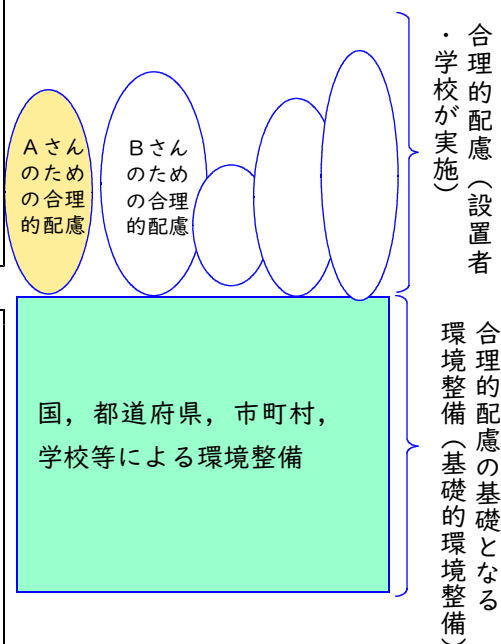 Aさん
のため
の合理
的配慮
Bさん
のため
の合理
的配慮
合理的配慮（設置者
・学校が実施）
国，都道府県，市町村，
学校等による環境整備
合理的配慮の基礎となる
環境整備（基礎的環境整備）